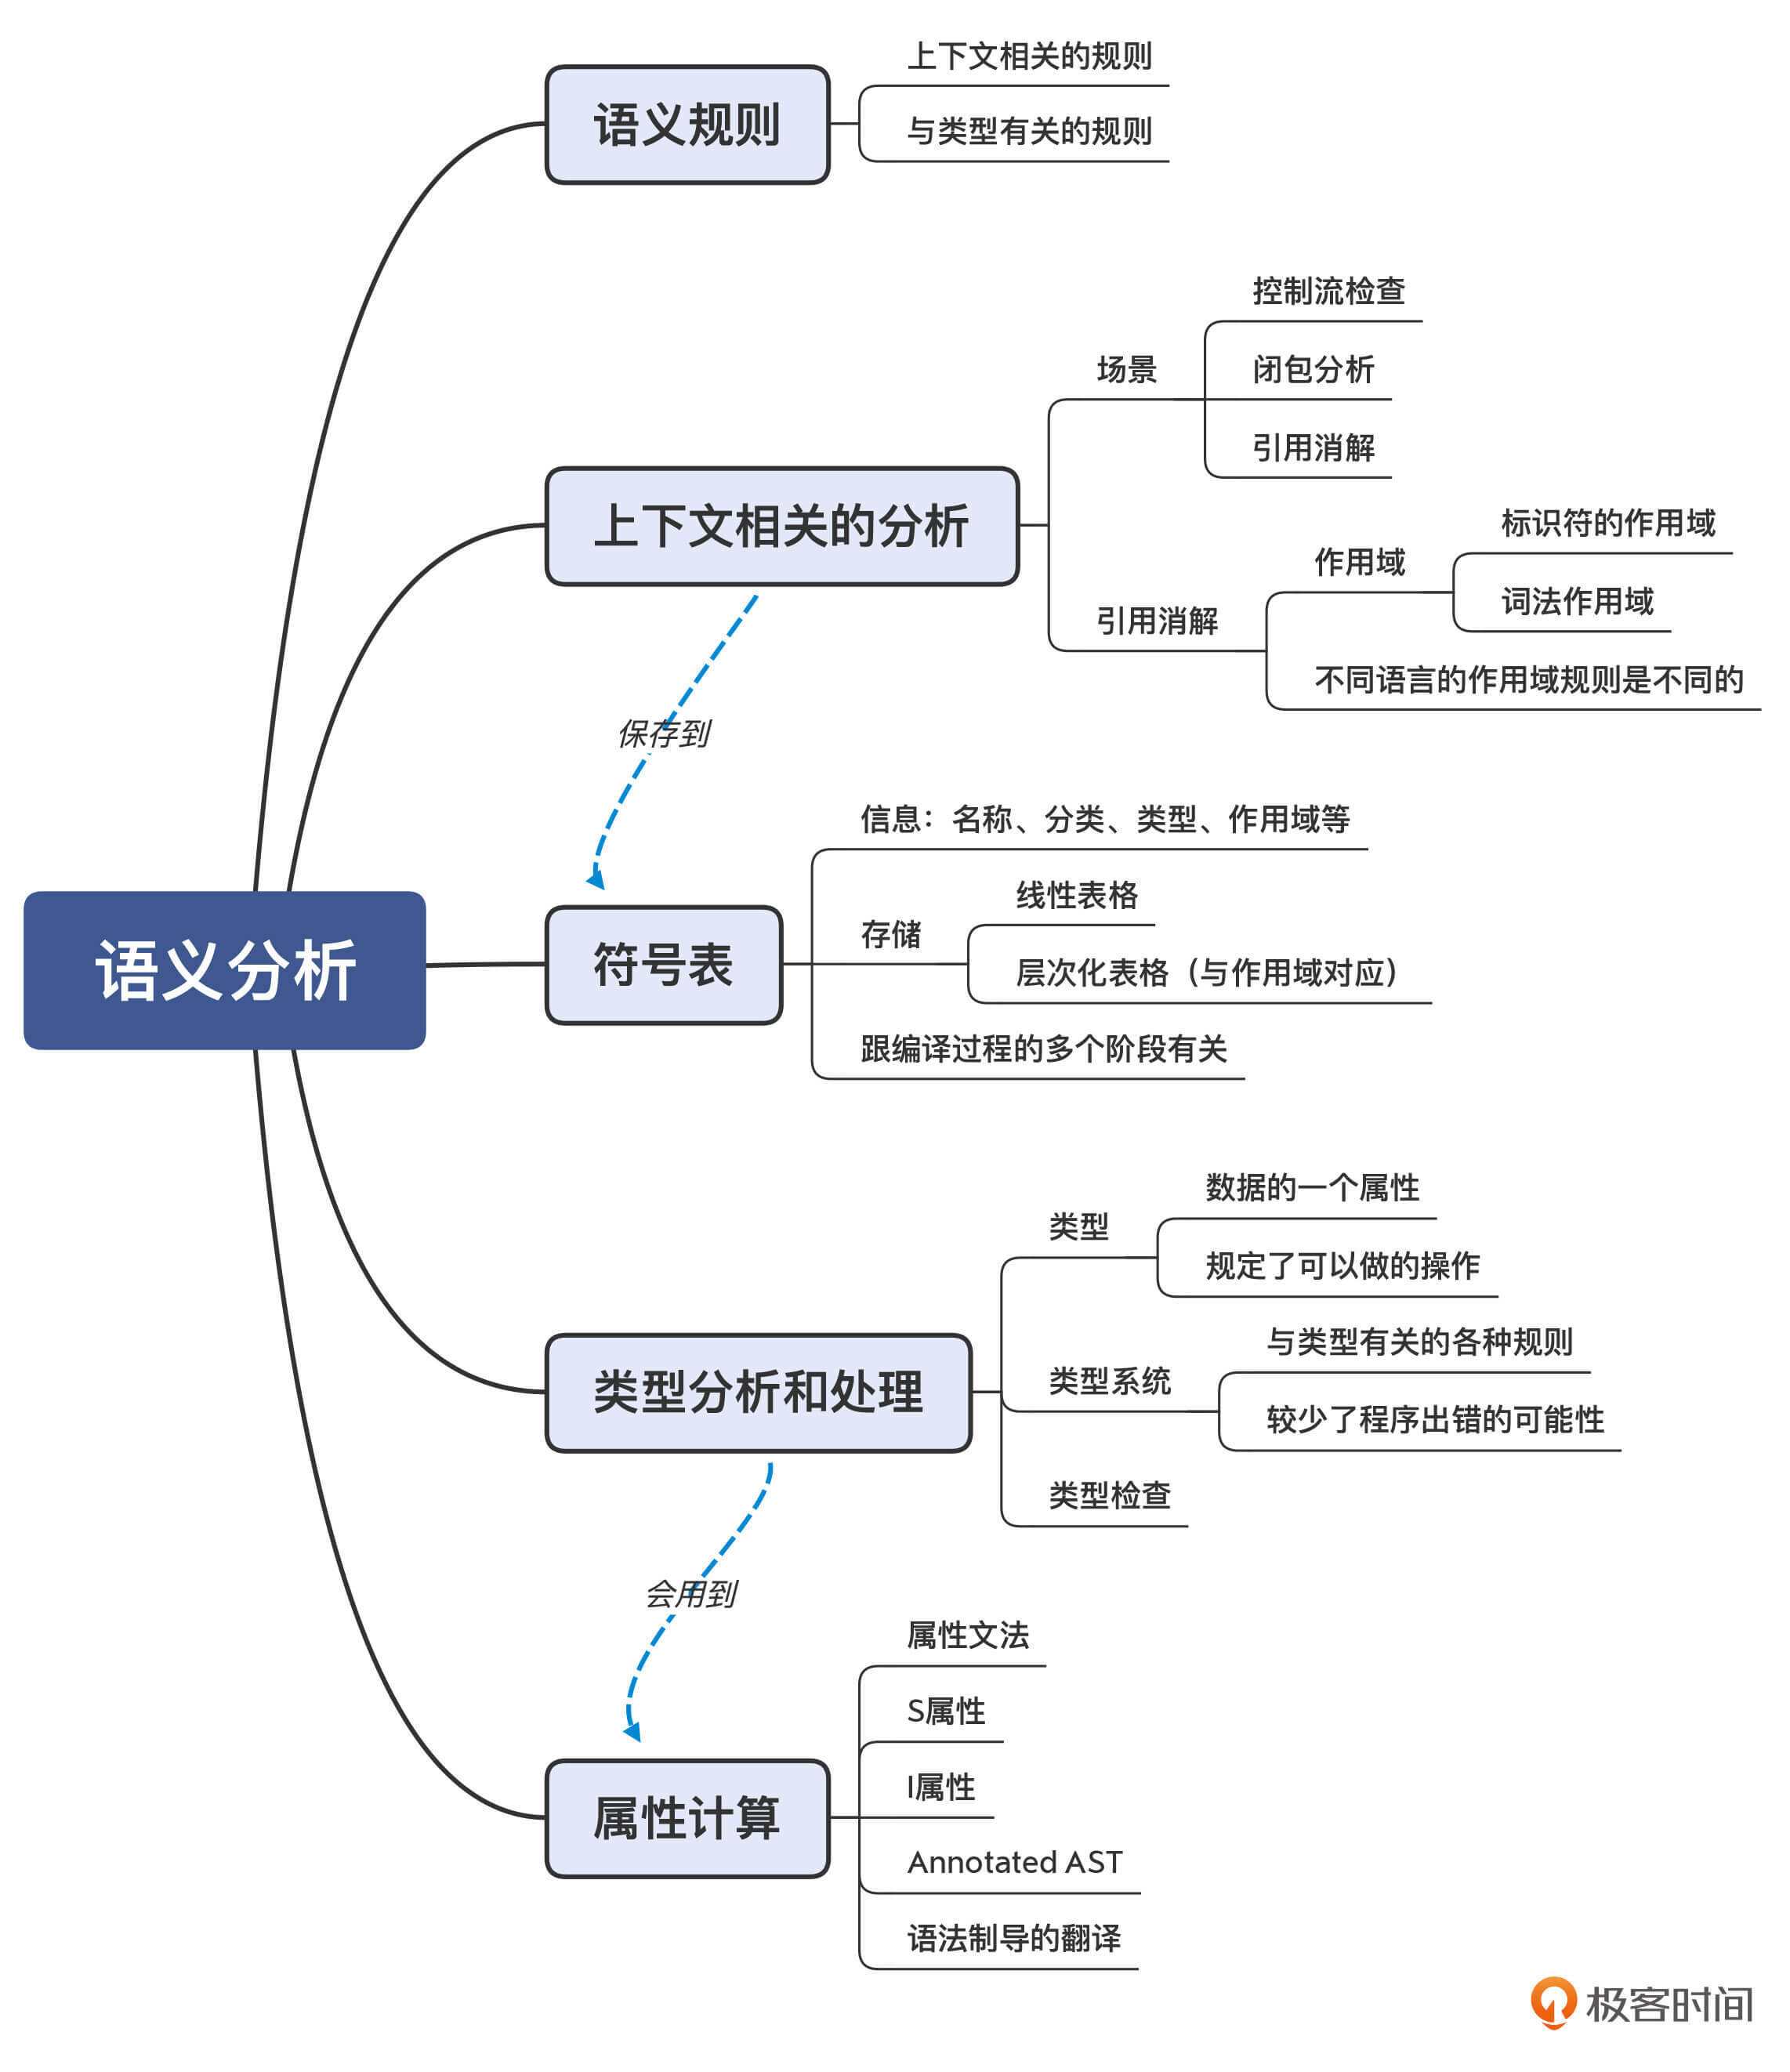 语义分析
语义规则
上下文相关的规则
与类型有关的规则
上下文相关的分析
场景
控制流检查
闭包分析
引用消解
引用消解
作用域
标识符的作用域
词法作用域
不同语言的作用域规则是不同的
保存到
符号表
信息：名称、分类、类型、作用域等
存储
线性表格
层次化表格（与作用域对应）
跟编译过程的多个阶段有关
类型分析和处理
类型
数据的一个属性
规定了可以做的操作
类型系统
与类型有关的各种规则
较少了程序出错的可能性
类型检查
会用到
属性计算
属性文法
S属性
I属性
Annotated AST
语法制导的翻译
极客时间